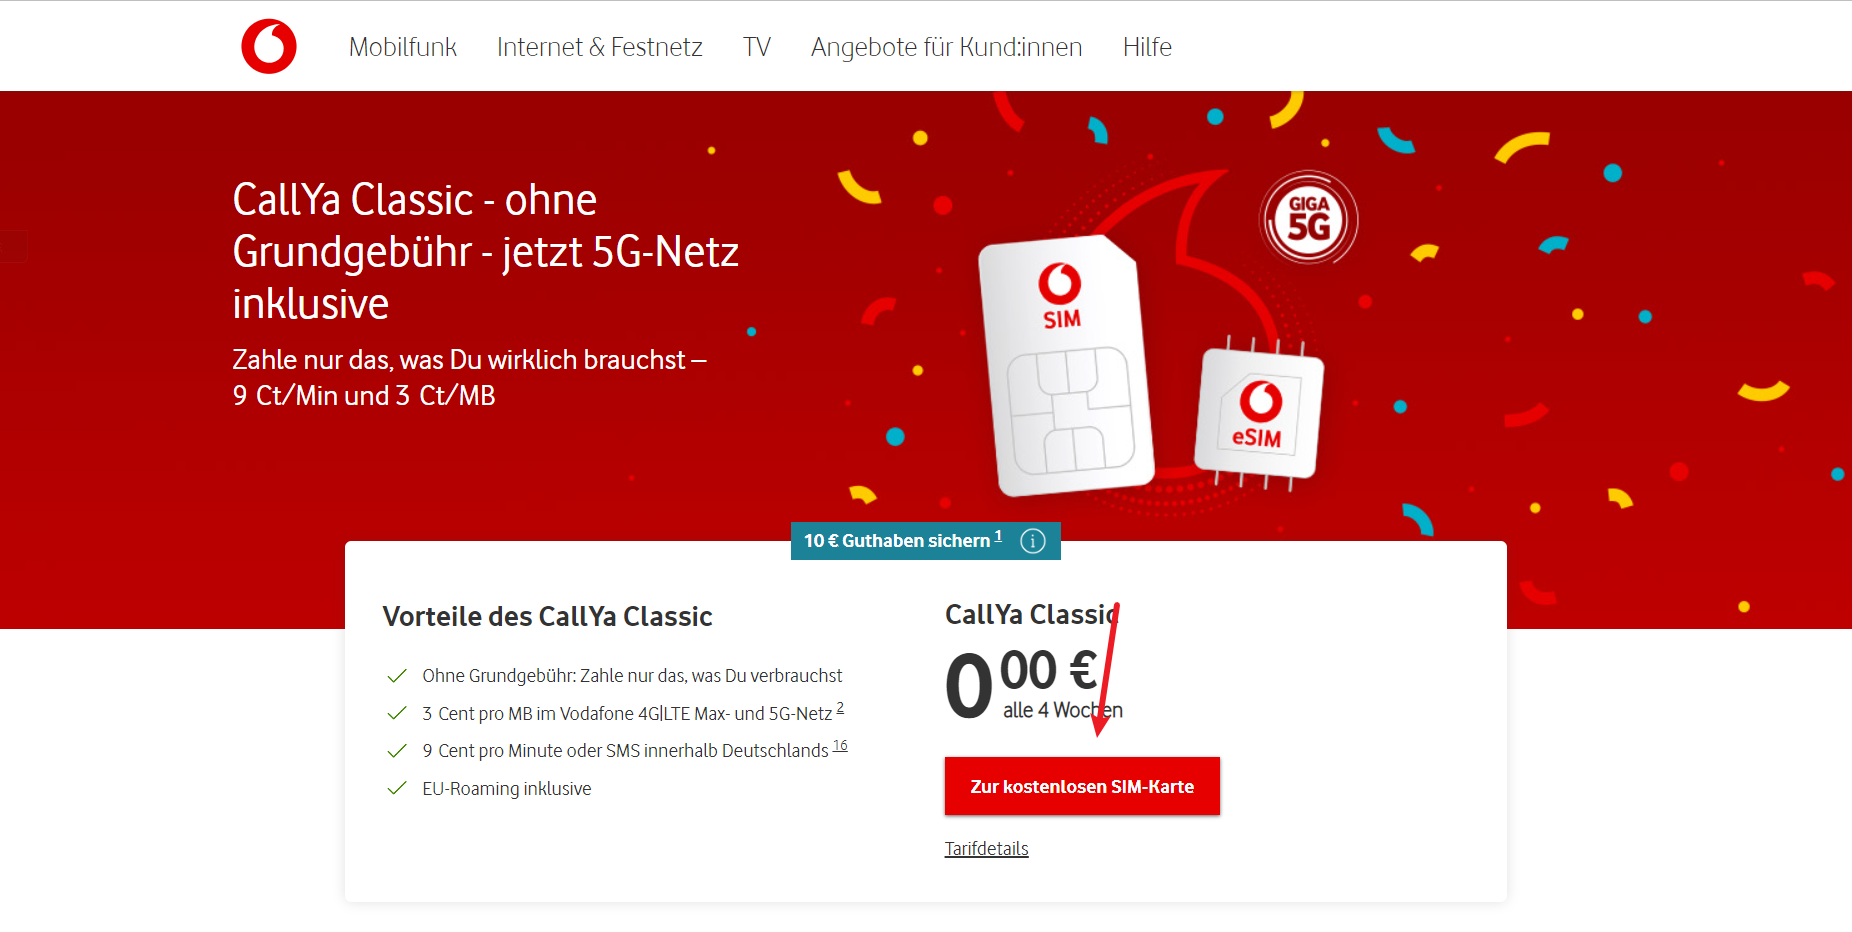 Mobilfunk Internet & Festnetz TV Angebote für Kund:innen Hilfe
CallYa Classic - ohne
Grundgebühr - jetzt 5G-Netz
inklusive
Zahle nur das, was Du wirklich brauchst –
9 Ct/Min und 3 Ct/MB
GIGA
5G
SIM
eSIM
10 € Guthaben sichern 1
Vorteile des CallYa Classic
Ohne Grundgebühr: Zahle nur das, was Du verbrauchst
3 Cent pro MB im Vodafone 4G|LTE Max- und 5G-Netz 2
9 Cent pro Minute oder SMS innerhalb Deutschlands 16
EU-Roaming inklusive
CallYa Classic
0 00 €
alle 4 Wochen
Zur kostenlosen SIM-Karte
Tarifdetails